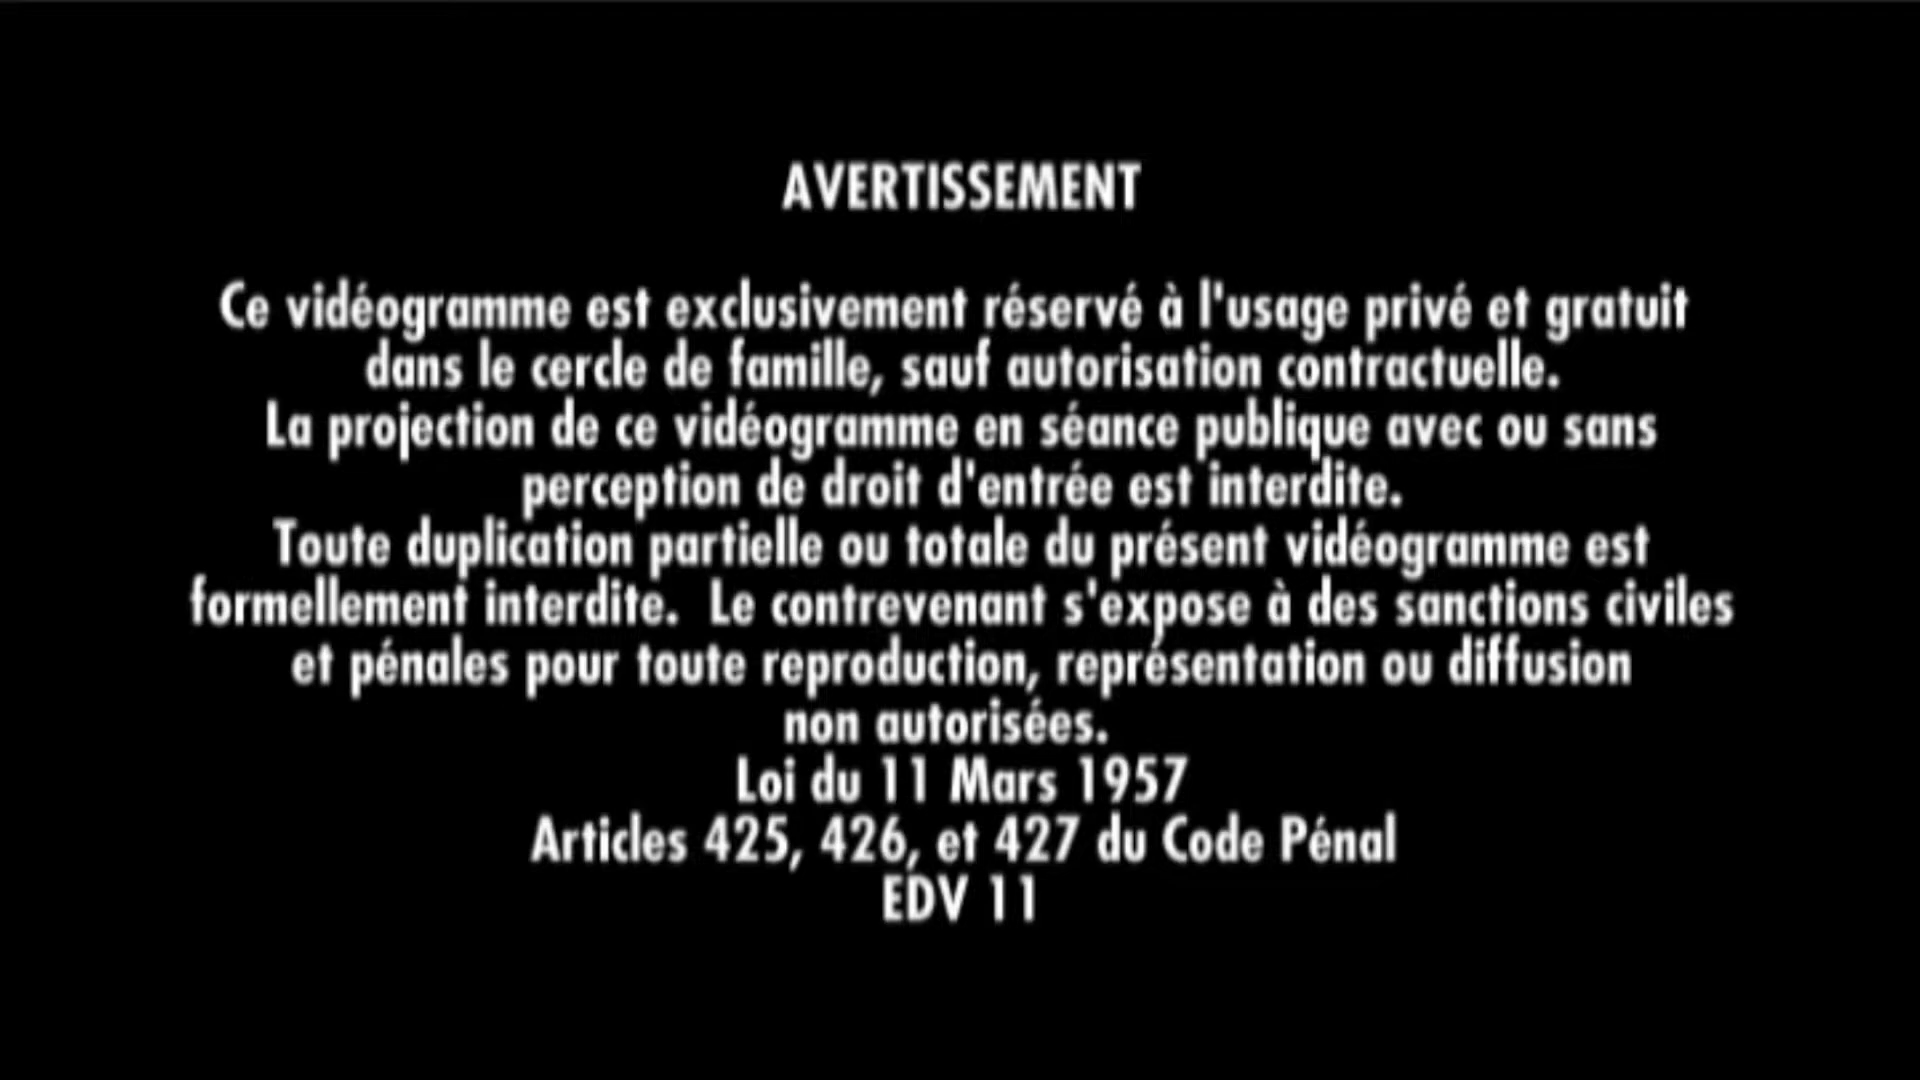 AVERTISSEMENT
Ce vidéogramme est exclusivement réservé à l'usage privé et gratuit
dans le cercle de famille, sauf autorisation contractuelle.
La projection de ce vidéogramme en séance publique avec ou sans
perception de droit d'entrée est interdite.
Toute duplication partielle ou totale du présent vidéogramme est
formellement interdite.  Le contrevenant s'expose à des sanctions civiles
et pénales pour toute reproduction, représentation ou diffusion
non autorisées.
Loi du 11 Mars 1957
Articles 425, 426, et 427 du Code Pénal
EDV 11